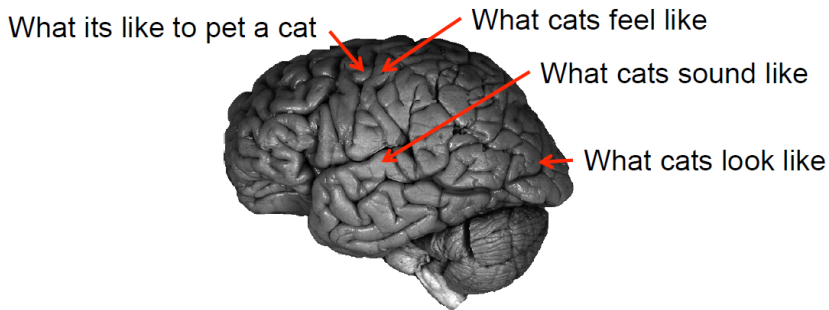 What its like to pet a cat
What cats feel like
What cats sound like
What cats look like